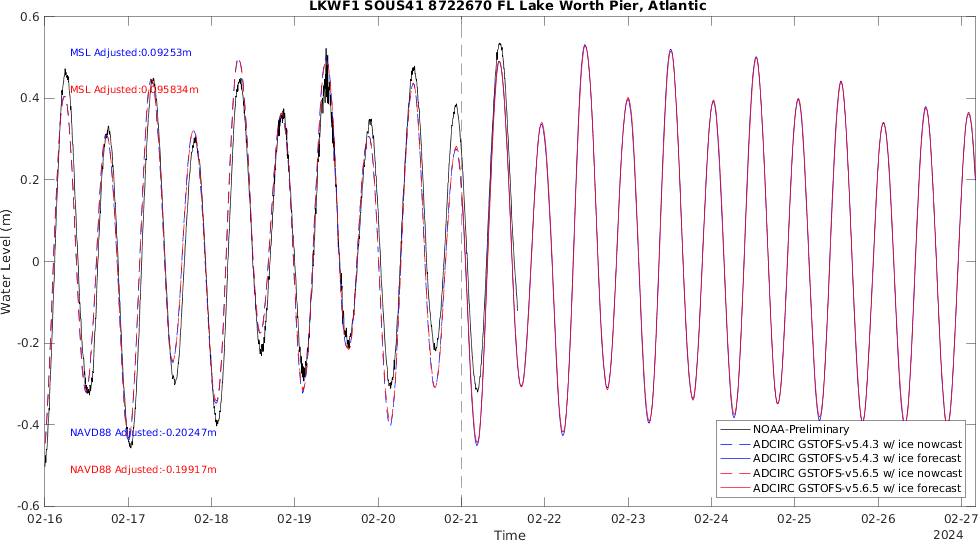 LKWF1 SOUS41 8722670 FL Lake Worth Pier, Atlantic
0.6
0.4
0.2
0
-0.2
-0.4
-0.6
Water Level (m)
MSL Adjusted:0.09253m
MSL Adjusted:0.095834m
NAVD88 Adjusted:-0.20247m
NAVD88 Adjusted:-0.19917m
NOAA-Preliminary
ADCIRC GSTOFS-v5.4.3 w/ ice nowcast
ADCIRC GSTOFS-v5.4.3 w/ ice forecast
ADCIRC GSTOFS-v5.6.5 w/ ice nowcast
ADCIRC GSTOFS-v5.6.5 w/ ice forecast
02-16 02-17 02-18 02-19 02-20 02-21 02-22 02-23 02-24 02-25 02-26 02-27
Time
2024